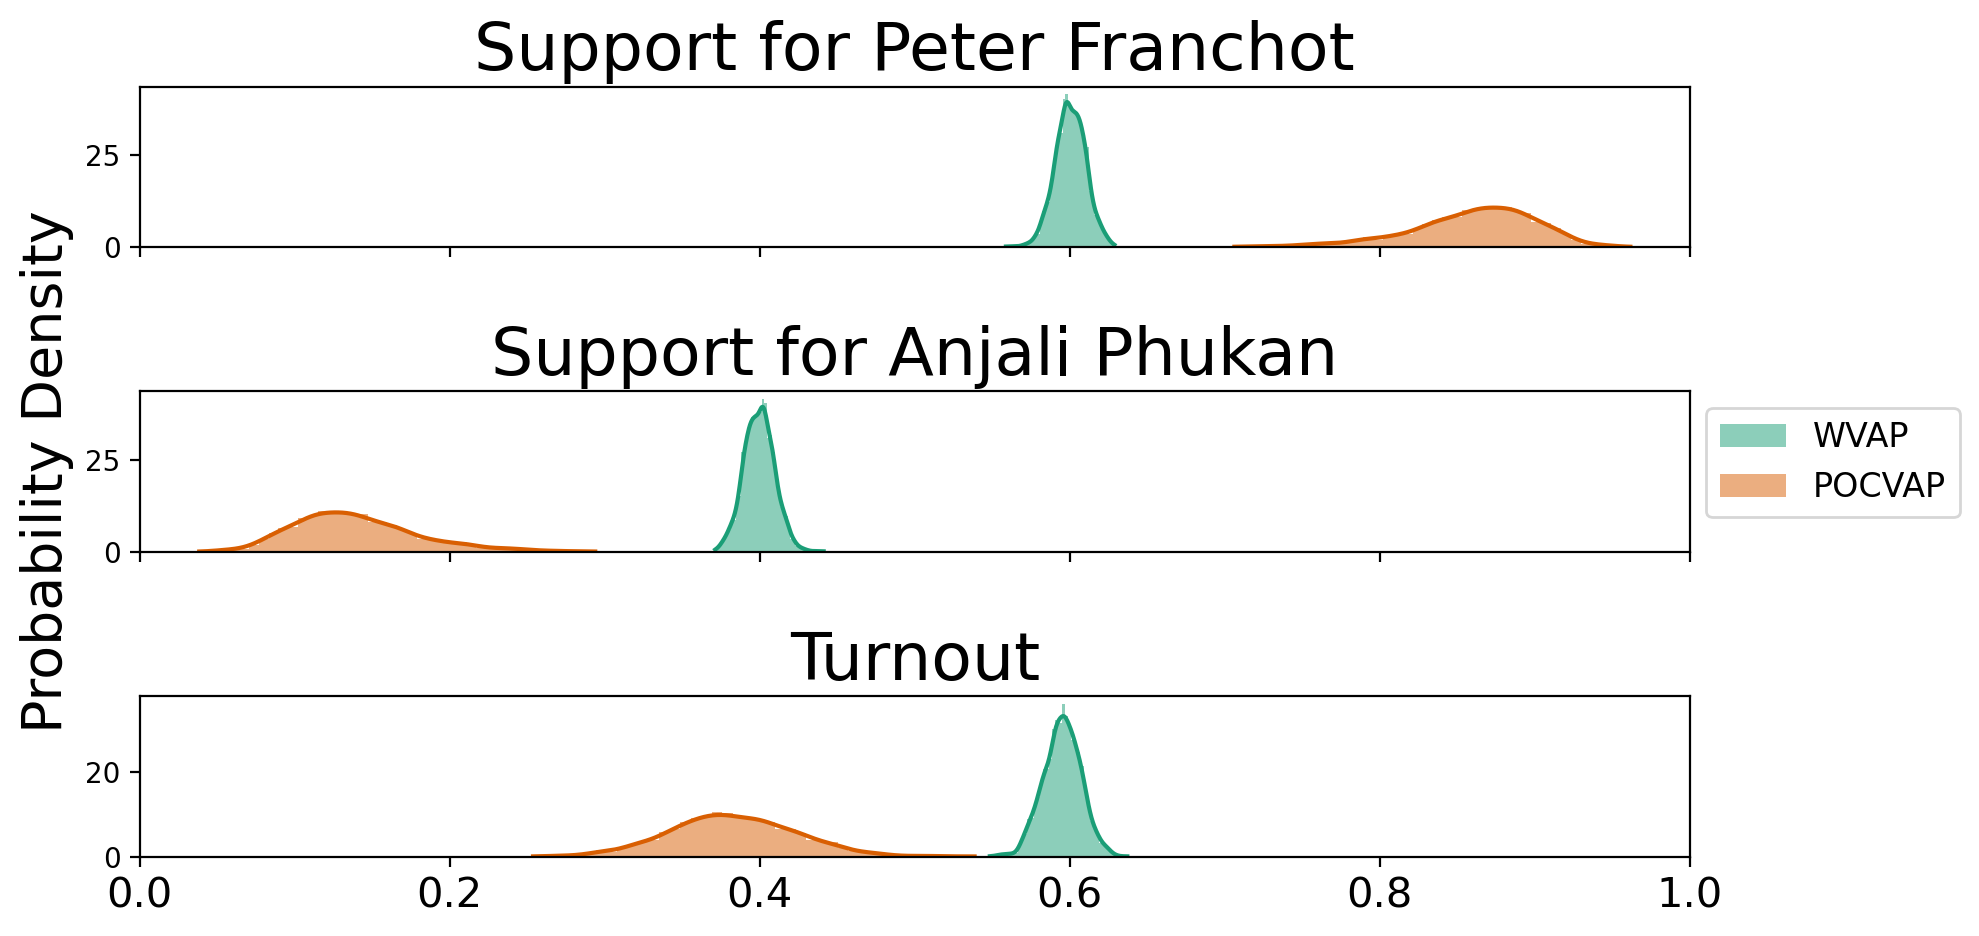 Support for Peter Franchot
25
0
Support for Anjali Phukan
25
0
Turnout
20
0
0.0 0.2 0.4 0.6 0.8 1.0
Probability Density
WVAP
POCVAP